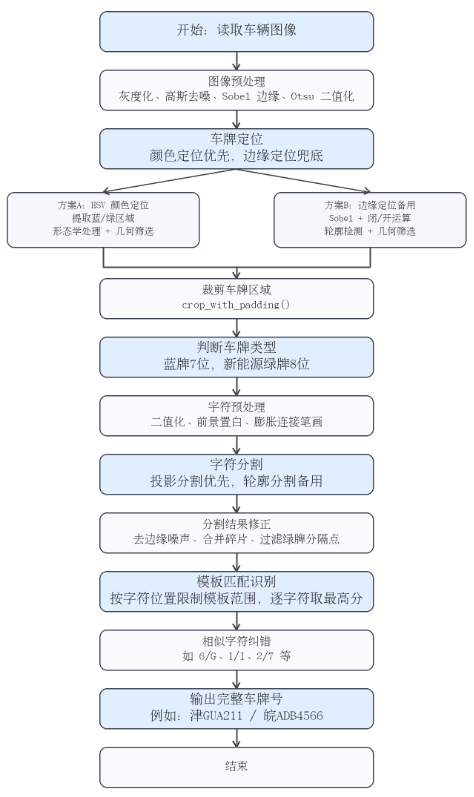 开始：读取车辆图像
图像预处理
灰度化、高斯去噪、Sobel 边缘、Otsu 二值化
车牌定位
颜色定位优先，边缘定位兜底
方案A：HSV 颜色定位
提取蓝/绿区域
形态学处理 + 几何筛选
方案B：边缘定位备用
Sobel + 闭/开运算
轮廓检测 + 几何筛选
裁剪车牌区域
crop_with_padding()
判断车牌类型
蓝牌7位，新能源绿牌8位
字符预处理
二值化、前景置白、膨胀连接笔画
字符分割
投影分割优先，轮廓分割备用
分割结果修正
去边缘噪声、合并碎片、过滤绿牌分隔点
模板匹配识别
按字符位置限制模板范围，逐字符取最高分
相似字符纠错
如 6/G、1/I、2/7 等
输出完整车牌号
例如：津GUA211 / 皖ADB4566
结束